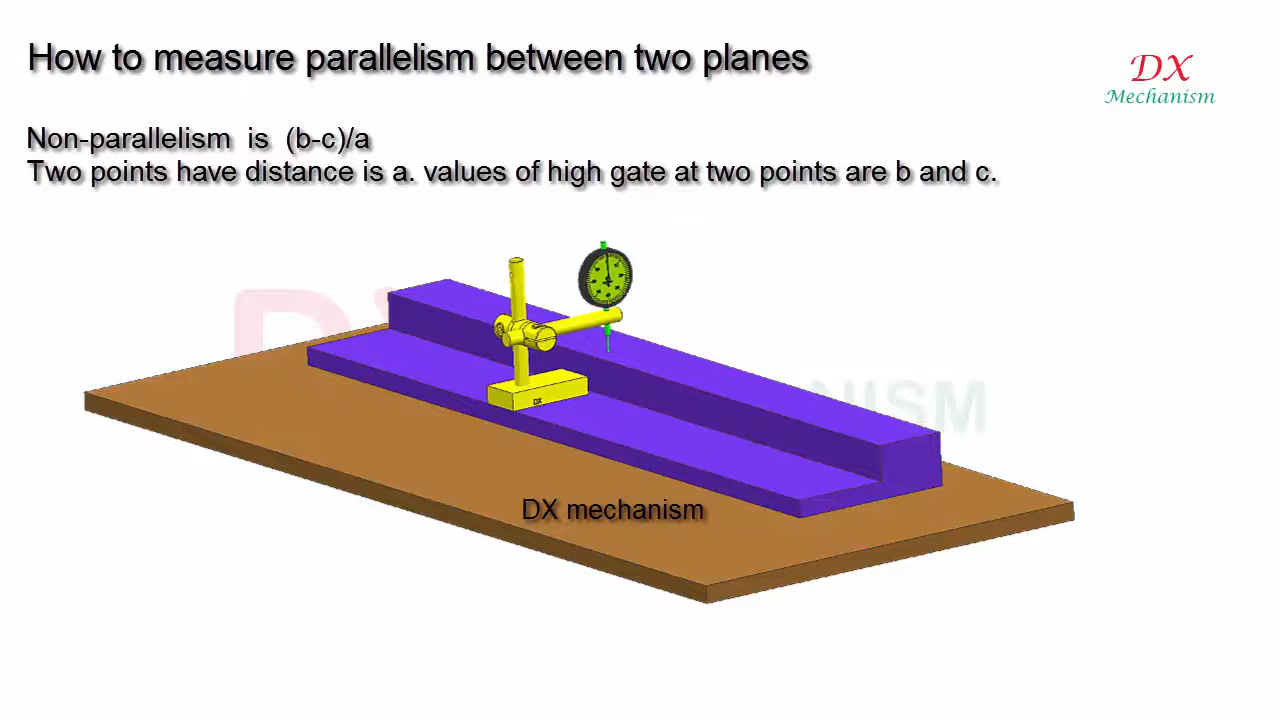 How to measure parallelism between two planes
DX
Mechanism
Non-parallelism is (b-c)/a
Two points have distance is a. values of high gate at two points are b and c.
DX
DX mechanism